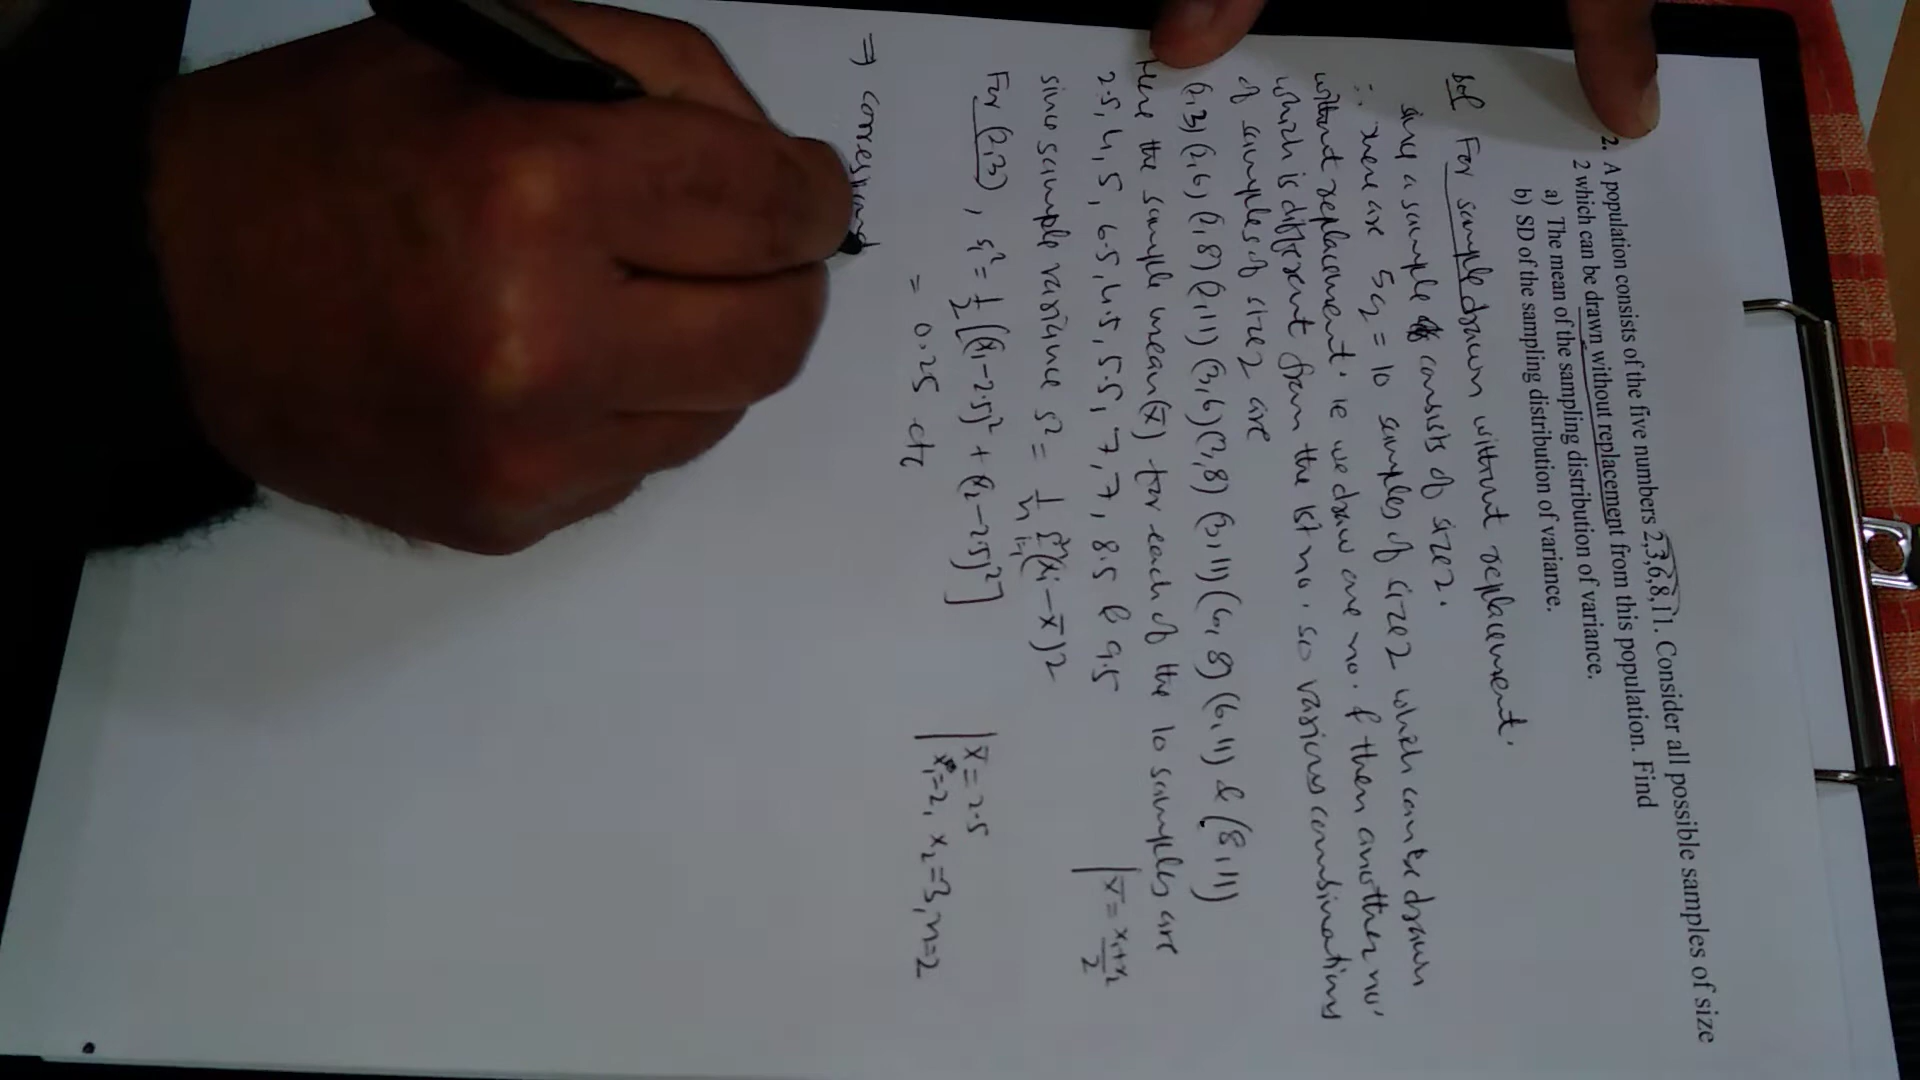 2. A population consists of the five numbers 2,3,6,8,11. Consider all possible samples of size
2 which can be drawn without replacement from this population. Find
a) The mean of the sampling distribution of variance.
b) SD of the sampling distribution of variance.
Sol For sample drawn without replacement.
since a sample consists of size 2.
∴ there are 5C2 = 10 samples of size 2 which can be drawn
without replacement. ie we draw one no. & then another no.
which is different from the 1st no. so various combinations
of samples of size 2 are
(2,3) (2,6) (2,8) (2,11) (3,6) (3,8) (3,11) (6,8) (6,11) & (8,11)
Here the sample mean (x̄) for each of the 10 samples are
2.5, 4, 5, 6.5, 4.5, 5.5, 7, 7, 8.5 & 9.5 | x̄ = (x₁+x₂)/2
since sample variance s² = 1/n Σⁿᵢ₌₁ (xᵢ - x̄)²
For (2,3), s₁² = 1/2 [(x₁-2.5)² + (x₂-2.5)²] | x̄ = 2.5
= 0.25 etc | x₁=2, x₂=3, n=2
⇒ correspond